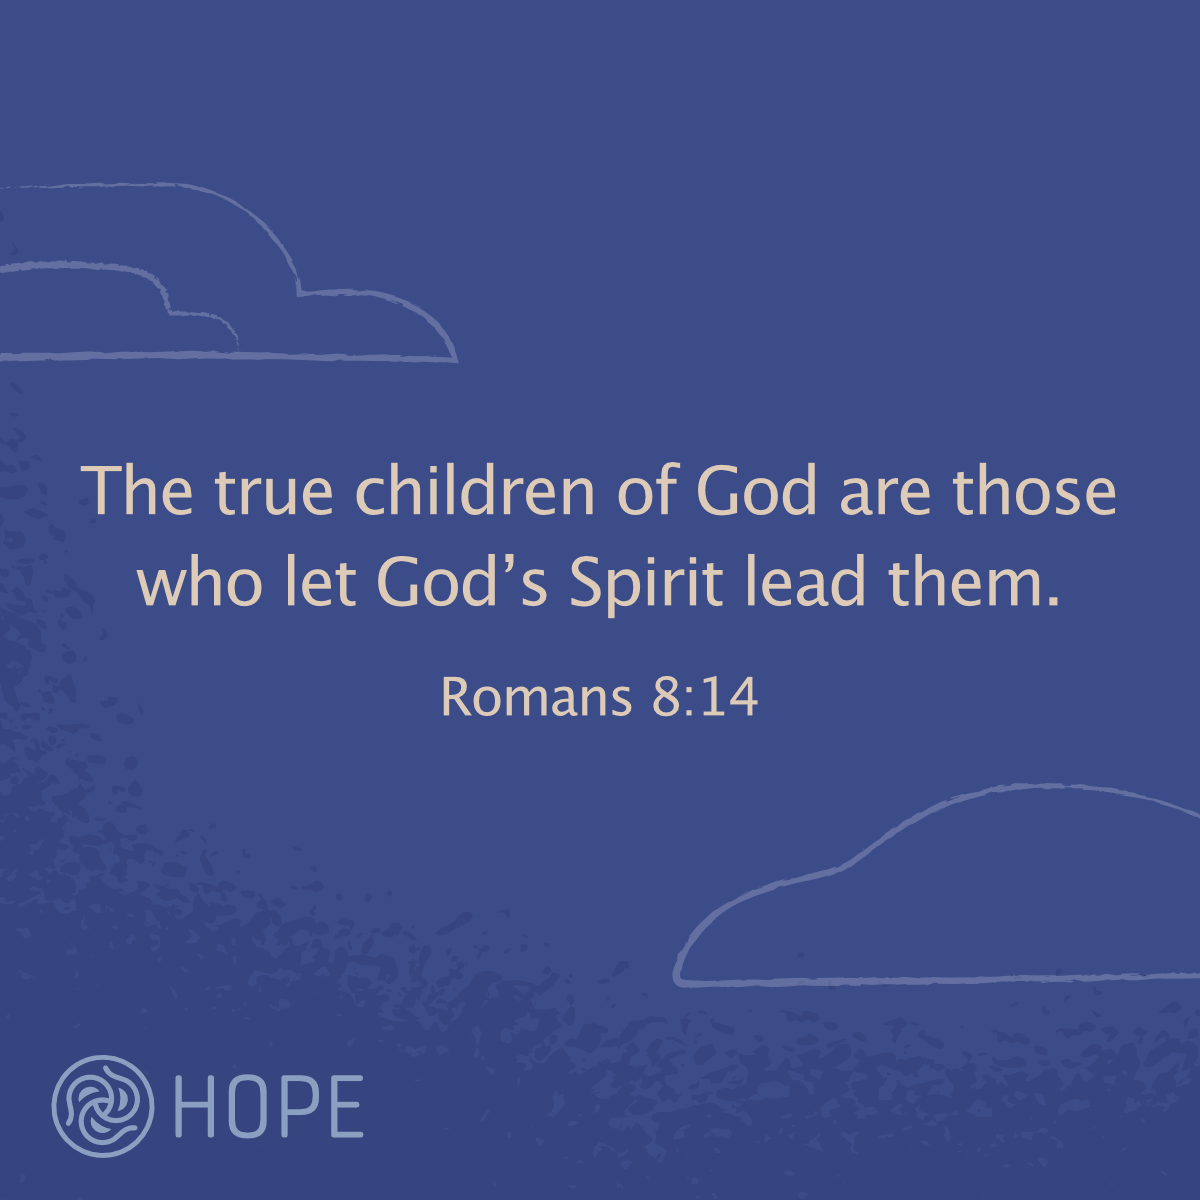 The true children of God are those
who let God’s Spirit lead them.
Romans 8:14
HOPE